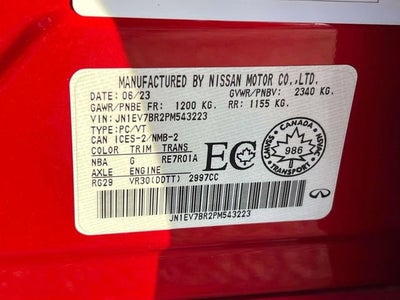 MANUFACTURED BY NISSAN MOTOR CO.,LTD.
DATE: 06/23 GVWR/PNBV: 2340 KG.
GAWR/PNBE FR: 1200 KG. RR: 1155 KG.
VIN: JN1EV7BR2PM543223
TYPE:PC/VT
CAN ICES-2/NMB-2
COLOR TRIM TRANS
NBA G RE7R01A
AXLE ENGINE
RG29 VR30(DDTT) 2997CC
EC
CANADA
986
JN1EV7BR2PM543223